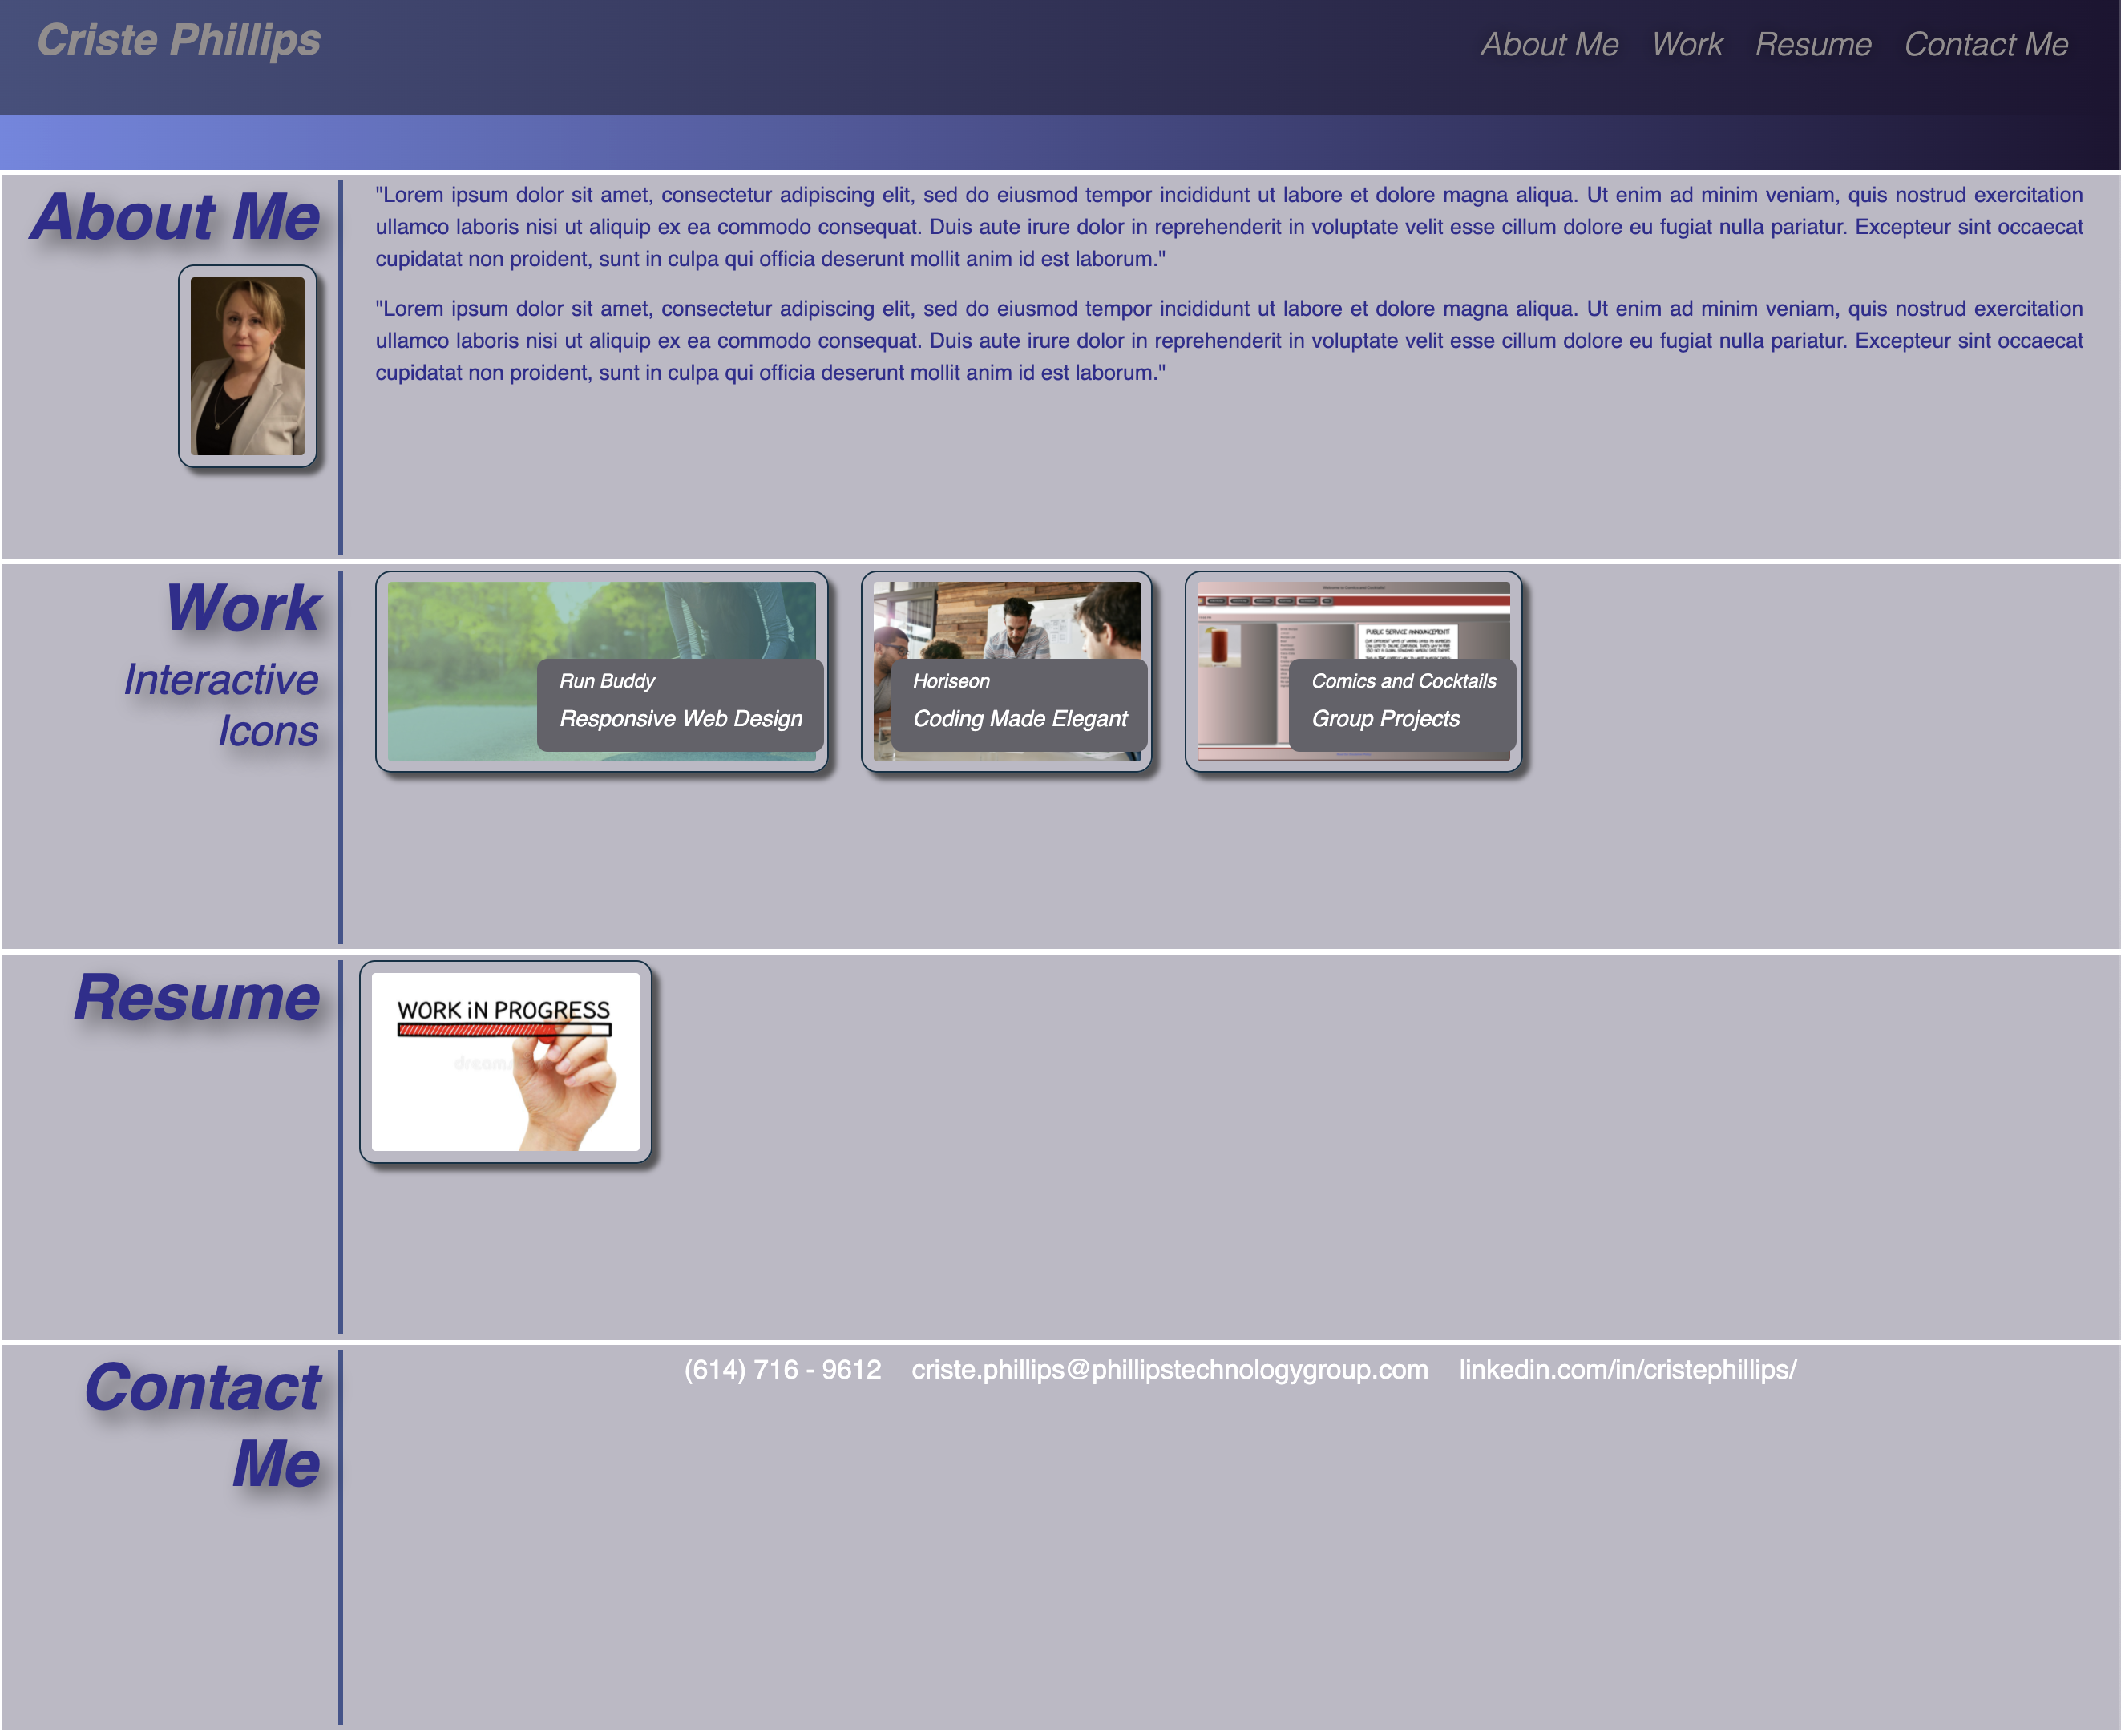 Criste Phillips
About Me Work Resume Contact Me
About Me
"Lorem ipsum dolor sit amet, consectetur adipiscing elit, sed do eiusmod tempor incididunt ut labore et dolore magna aliqua. Ut enim ad minim veniam, quis nostrud exercitation
ullamco laboris nisi ut aliquip ex ea commodo consequat. Duis aute irure dolor in reprehenderit in voluptate velit esse cillum dolore eu fugiat nulla pariatur. Excepteur sint occaecat
cupidatat non proident, sunt in culpa qui officia deserunt mollit anim id est laborum."
"Lorem ipsum dolor sit amet, consectetur adipiscing elit, sed do eiusmod tempor incididunt ut labore et dolore magna aliqua. Ut enim ad minim veniam, quis nostrud exercitation
ullamco laboris nisi ut aliquip ex ea commodo consequat. Duis aute irure dolor in reprehenderit in voluptate velit esse cillum dolore eu fugiat nulla pariatur. Excepteur sint occaecat
cupidatat non proident, sunt in culpa qui officia deserunt mollit anim id est laborum."
Work
Interactive
Icons
Run Buddy
Responsive Web Design
Horiseon
Coding Made Elegant
Welcome to Comics and Cocktails!
PUBLIC SERVICE ANNOUNCEMENT:
Comics and Cocktails
Group Projects
Resume
WORK iN PROGRESS
dreams
Contact
Me
(614) 716 - 9612 criste.phillips@phillipstechnologygroup.com linkedin.com/in/cristephillips/